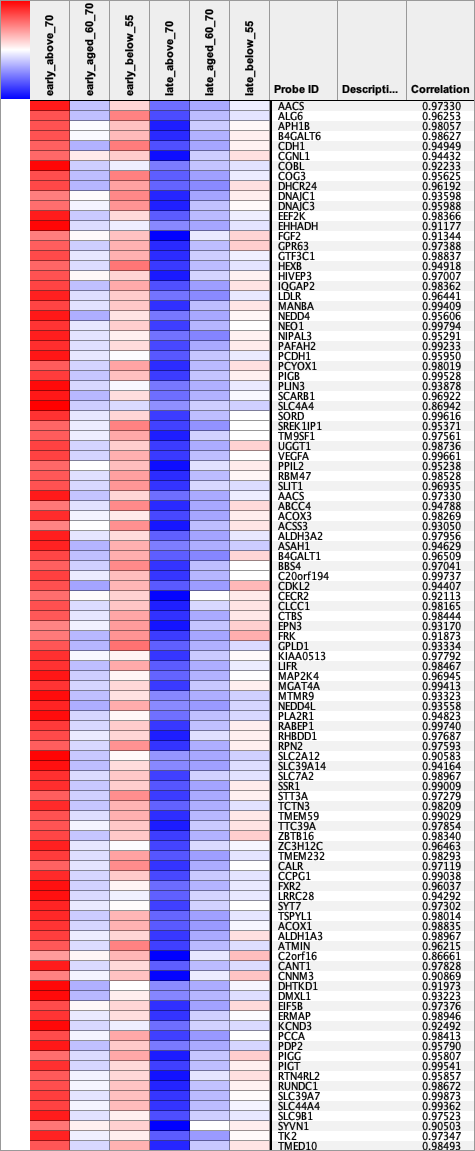 early_above_70
early_aged_60_70
early_below_55
late_above_70
late_aged_60_70
late_below_55
Probe ID Descripti... Correlation
AACS 0.97330
ALG6 0.96253
APH1B 0.98057
B4GALT6 0.98627
CDH1 0.94949
CGNL1 0.94432
COBL 0.92233
COG3 0.95625
DHCR24 0.96192
DNAJC1 0.93598
DNAJC3 0.95988
EEF2K 0.98366
EHHADH 0.91177
FGF2 0.91344
GPR63 0.97388
GTF3C1 0.98837
HEXB 0.94918
HIVEP3 0.97007
IQGAP2 0.98362
LDLR 0.96441
MANBA 0.99409
NEDD4 0.95606
NEO1 0.99794
NIPAL3 0.95291
PAFAH2 0.99233
PCDH1 0.95950
PCYOX1 0.98019
PIGB 0.99528
PLIN3 0.93878
SCARB1 0.96922
SLC4A4 0.86942
SORD 0.99616
SREK1IP1 0.95371
TM9SF1 0.97561
UGGT1 0.98736
VEGFA 0.99661
PPIL2 0.95238
RBM47 0.98528
SLIT1 0.96935
AACS 0.97330
ABCC4 0.94788
ACOX3 0.98269
ACSS3 0.93050
ALDH3A2 0.97956
ASAH1 0.94629
B4GALT1 0.96509
BBS4 0.97041
C20orf194 0.99737
CDKL2 0.94407
CECR2 0.92113
CLCC1 0.98165
CTBS 0.98444
EPN3 0.93170
FRK 0.91873
GPLD1 0.93334
KIAA0513 0.97792
LIFR 0.98467
MAP2K4 0.96945
MGAT4A 0.99413
MTMR9 0.93323
NEDD4L 0.93558
PLA2R1 0.94823
RABEP1 0.99740
RHBDD1 0.97687
RPN2 0.97593
SLC2A12 0.90583
SLC39A14 0.94164
SLC7A2 0.98967
SSR1 0.99009
STT3A 0.97279
TCTN3 0.98209
TMEM59 0.99029
TTC39A 0.97854
ZBTB16 0.98340
ZC3H12C 0.96463
TMEM232 0.98293
CALR 0.97119
CCPG1 0.99038
FXR2 0.96037
LRRC28 0.94292
SYT7 0.97302
TSPYL1 0.98014
ACOX1 0.98835
ALDH1A3 0.98967
ATMIN 0.96215
C2orf16 0.86661
CANT1 0.97828
CNNM3 0.90869
DHTKD1 0.91973
DMXL1 0.93223
EIF5B 0.97376
ERMAP 0.98946
KCND3 0.92492
PCCA 0.98413
PDP2 0.95790
PIGG 0.95807
PIGT 0.99541
RTN4RL2 0.95857
RUNDC1 0.98672
SLC39A7 0.99873
SLC44A4 0.99362
SLC9B1 0.97523
SYVN1 0.90503
TK2 0.97347
TMED10 0.98493